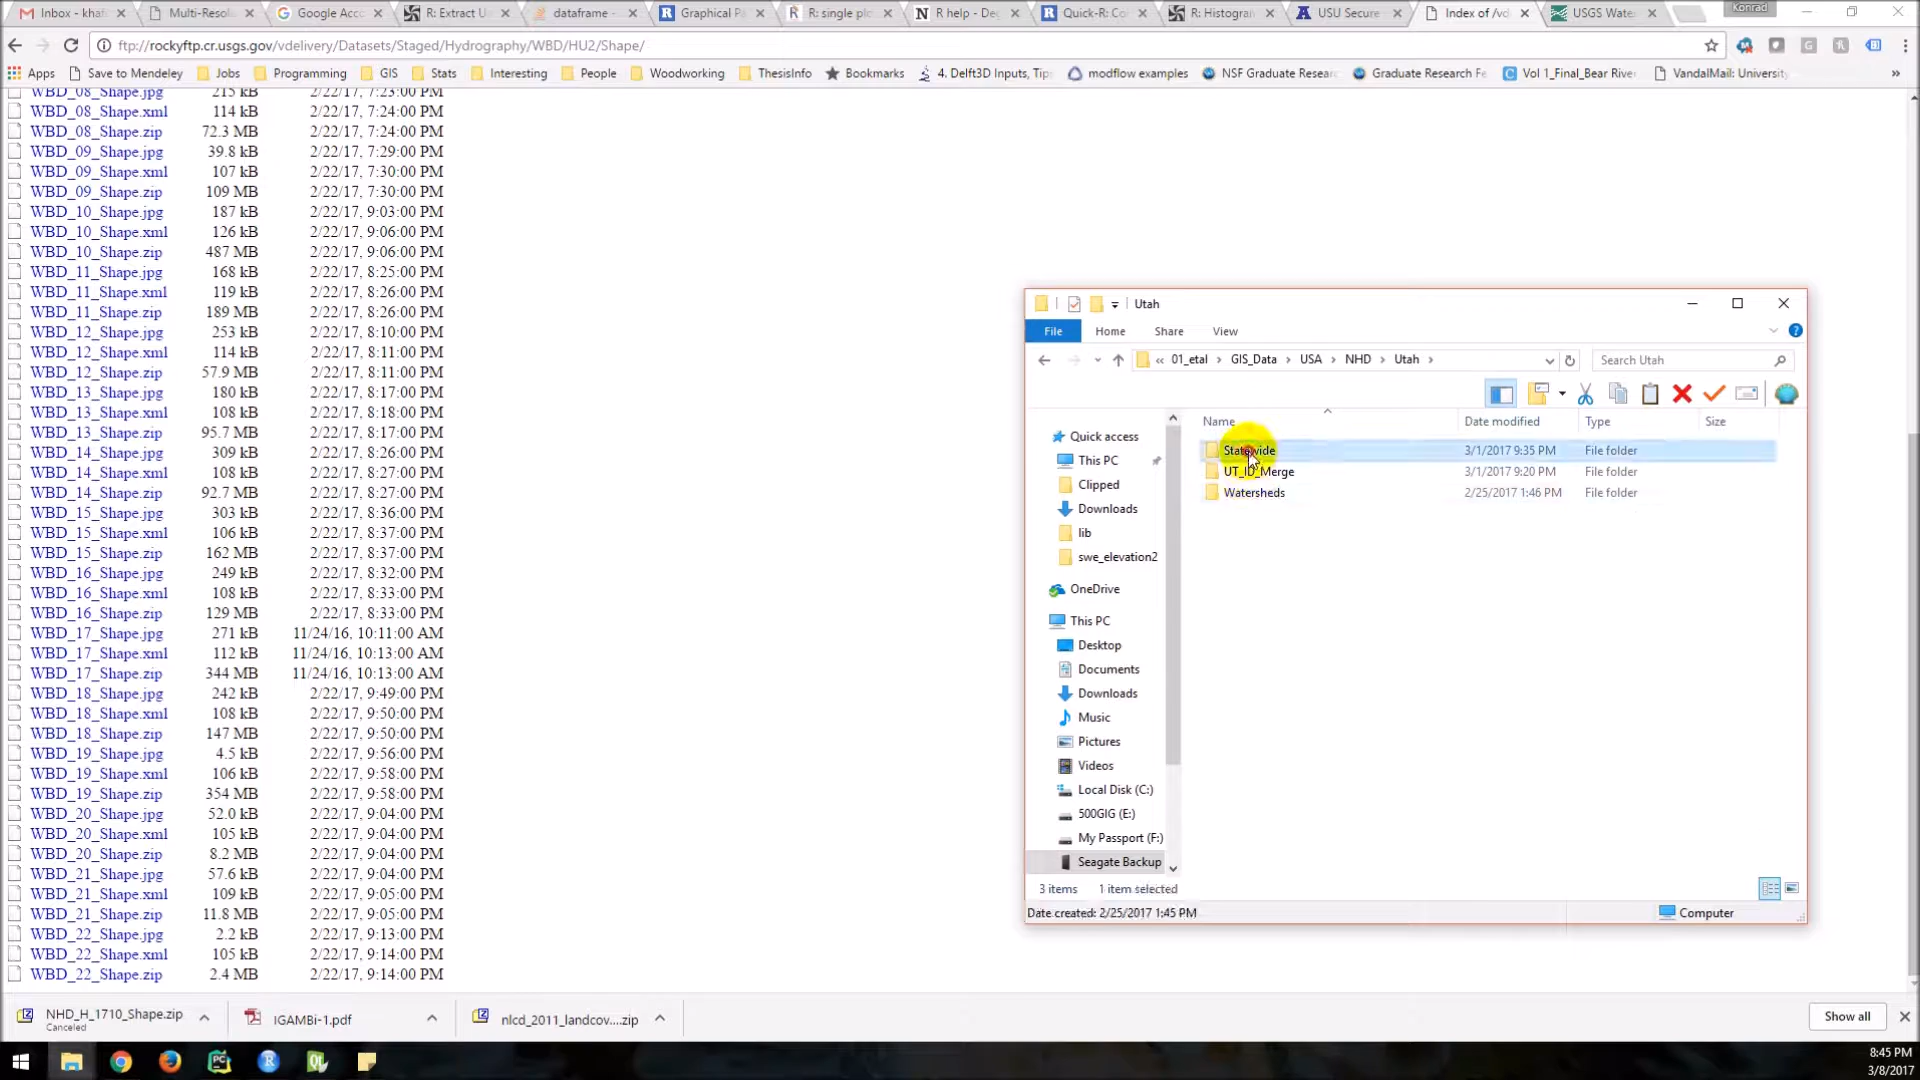 Inbox - khaf
Multi-Resol
Google Acco
R: Extract U
dataframe -
Graphical Pa
R: single plo
R help - De
Quick-R: Co
R: Histogran
USU Secure
Index of /vd
USGS Wate
Konrad
ftp://rockyftp.cr.usgs.gov/vdelivery/Datasets/Staged/Hydrography/WBD/HU2/Shape/
Apps Save to Mendeley Jobs Programming GIS Stats Interesting People Woodworking ThesisInfo Bookmarks 4. Delft3D Inputs, Tip: modflow examples NSF Graduate Resear Graduate Research Fe Vol 1_Final_Bear Rive VandalMail: Universit »
WBD_08_Shape.jpg 215 kB 2/22/17, 7:23:00 PM
WBD_08_Shape.xml 114 kB 2/22/17, 7:24:00 PM
WBD_08_Shape.zip 72.3 MB 2/22/17, 7:24:00 PM
WBD_09_Shape.jpg 39.8 kB 2/22/17, 7:29:00 PM
WBD_09_Shape.xml 107 kB 2/22/17, 7:30:00 PM
WBD_09_Shape.zip 109 MB 2/22/17, 7:30:00 PM
WBD_10_Shape.jpg 187 kB 2/22/17, 9:03:00 PM
WBD_10_Shape.xml 126 kB 2/22/17, 9:06:00 PM
WBD_10_Shape.zip 487 MB 2/22/17, 9:06:00 PM
WBD_11_Shape.jpg 168 kB 2/22/17, 8:25:00 PM
WBD_11_Shape.xml 119 kB 2/22/17, 8:26:00 PM
WBD_11_Shape.zip 189 MB 2/22/17, 8:26:00 PM
WBD_12_Shape.jpg 253 kB 2/22/17, 8:10:00 PM
WBD_12_Shape.xml 114 kB 2/22/17, 8:11:00 PM
WBD_12_Shape.zip 57.9 MB 2/22/17, 8:11:00 PM
WBD_13_Shape.jpg 180 kB 2/22/17, 8:17:00 PM
WBD_13_Shape.xml 108 kB 2/22/17, 8:18:00 PM
WBD_13_Shape.zip 95.7 MB 2/22/17, 8:17:00 PM
WBD_14_Shape.jpg 309 kB 2/22/17, 8:26:00 PM
WBD_14_Shape.xml 108 kB 2/22/17, 8:27:00 PM
WBD_14_Shape.zip 92.7 MB 2/22/17, 8:27:00 PM
WBD_15_Shape.jpg 303 kB 2/22/17, 8:36:00 PM
WBD_15_Shape.xml 106 kB 2/22/17, 8:37:00 PM
WBD_15_Shape.zip 162 MB 2/22/17, 8:37:00 PM
WBD_16_Shape.jpg 249 kB 2/22/17, 8:32:00 PM
WBD_16_Shape.xml 108 kB 2/22/17, 8:33:00 PM
WBD_16_Shape.zip 129 MB 2/22/17, 8:33:00 PM
WBD_17_Shape.jpg 271 kB 11/24/16, 10:11:00 AM
WBD_17_Shape.xml 112 kB 11/24/16, 10:13:00 AM
WBD_17_Shape.zip 344 MB 11/24/16, 10:13:00 AM
WBD_18_Shape.jpg 242 kB 2/22/17, 9:49:00 PM
WBD_18_Shape.xml 108 kB 2/22/17, 9:50:00 PM
WBD_18_Shape.zip 147 MB 2/22/17, 9:50:00 PM
WBD_19_Shape.jpg 4.5 kB 2/22/17, 9:56:00 PM
WBD_19_Shape.xml 106 kB 2/22/17, 9:58:00 PM
WBD_19_Shape.zip 354 MB 2/22/17, 9:58:00 PM
WBD_20_Shape.jpg 52.0 kB 2/22/17, 9:04:00 PM
WBD_20_Shape.xml 105 kB 2/22/17, 9:04:00 PM
WBD_20_Shape.zip 8.2 MB 2/22/17, 9:04:00 PM
WBD_21_Shape.jpg 57.6 kB 2/22/17, 9:04:00 PM
WBD_21_Shape.xml 109 kB 2/22/17, 9:05:00 PM
WBD_21_Shape.zip 11.8 MB 2/22/17, 9:05:00 PM
WBD_22_Shape.jpg 2.2 kB 2/22/17, 9:13:00 PM
WBD_22_Shape.xml 105 kB 2/22/17, 9:14:00 PM
WBD_22_Shape.zip 2.4 MB 2/22/17, 9:14:00 PM
Utah
File Home Share View
« 01_etal › GIS_Data › USA › NHD › Utah ›
Search Utah
Name Date modified Type Size
Statewide 3/1/2017 9:35 PM File folder
UT_ID_Merge 3/1/2017 9:20 PM File folder
Watersheds 2/25/2017 1:46 PM File folder
Quick access
This PC
Clipped
Downloads
lib
swe_elevation2
OneDrive
This PC
Desktop
Documents
Downloads
Music
Pictures
Videos
Local Disk (C:)
500GIG (E:)
My Passport (F:)
Seagate Backup
3 items 1 item selected
Date created: 2/25/2017 1:45 PM
Computer
NHD_H_1710_Shape.zip
Canceled
IGAMBi-1.pdf
nlcd_2011_landcov....zip
Show all
8:45 PM
3/8/2017